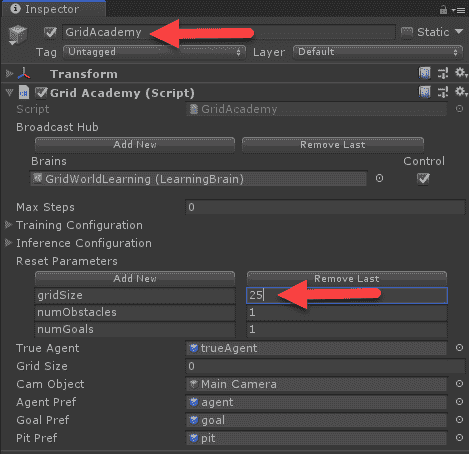 Inspector
GridAcademy Static
Tag Untagged Layer Default
Transform
Grid Academy (Script)
Script GridAcademy
Broadcast Hub
Add New Remove Last
Brains Control
GridWorldLearning (LearningBrain)
Max Steps 0
Training Configuration
Inference Configuration
Reset Parameters
Add New Remove Last
gridSize 25
numObstacles 1
numGoals 1
True Agent trueAgent
Grid Size 0
Cam Object Main Camera
Agent Pref agent
Goal Pref goal
Pit Pref pit